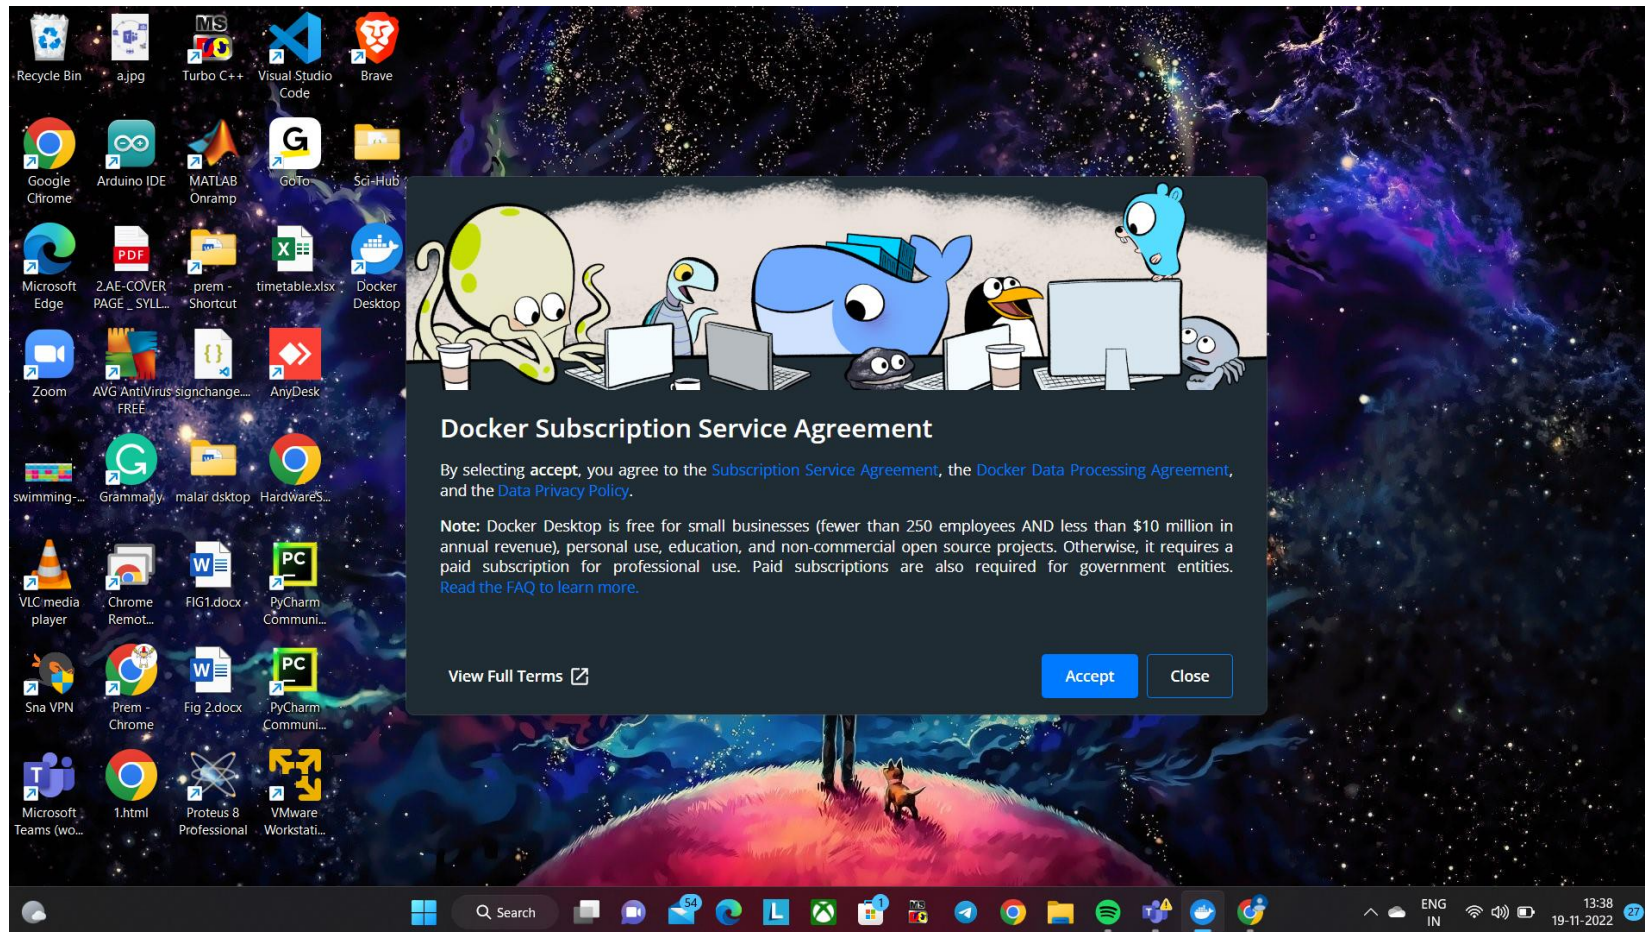 Recycle Bin
a.jpg
MS
Turbo C++
Visual Studio
Code
Brave
Google
Chrome
Arduino IDE
MATLAB
Onramp
G
GoTo
Sci-Hub
Microsoft
Edge
PDF
2.AE-COVER
PAGE _ SYLL...
prem -
Shortcut
X
timetable.xlsx
Docker
Desktop
Zoom
AVG AntiVirus
FREE
{}
signchange....
AnyDesk
swimming-...
G
Grammarly
malar dsktop
HardwareS...
VLC media
player
Chrome
Remot...
W
FIG1.docx
PC
PyCharm
Communi...
Sna VPN
Prem -
Chrome
W
Fig 2.docx
PC
PyCharm
Communi...
T
Microsoft
Teams (wo...
1.html
Proteus 8
Professional
VMware
Workstati...
Docker Subscription Service Agreement
By selecting accept, you agree to the Subscription Service Agreement, the Docker Data Processing Agreement,
and the Data Privacy Policy.
Note: Docker Desktop is free for small businesses (fewer than 250 employees AND less than $10 million in
annual revenue), personal use, education, and non-commercial open source projects. Otherwise, it requires a
paid subscription for professional use. Paid subscriptions are also required for government entities.
Read the FAQ to learn more.
View Full Terms
Accept
Close
Search
54
L
1
MS
T
ENG
IN
13:38
19-11-2022
27